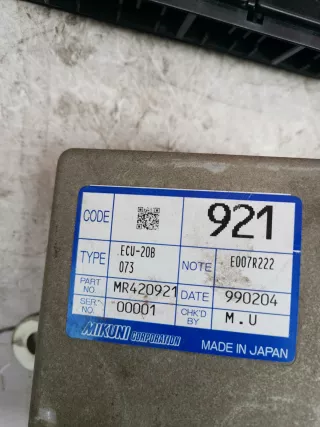 CODE 921
TYPE ECU-20B 073 NOTE E007R222
PART NO. MR420921 DATE 990204
SER. NO. 00001 CHK'D BY M.U
MIKUNI CORPORATION MADE IN JAPAN